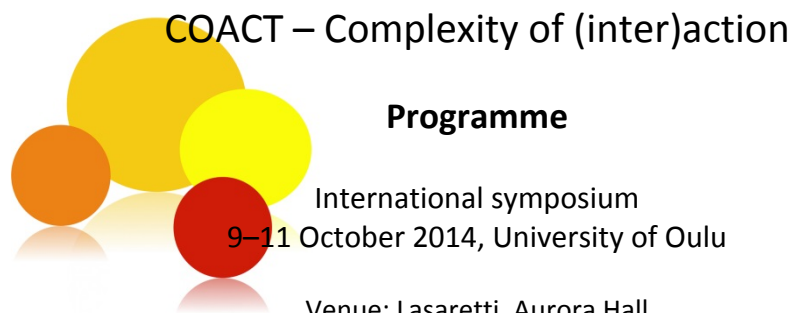 COACT – Complexity of (inter)action
Programme
International symposium
9–11 October 2014, University of Oulu
Venue: Lasaretti, Aurora Hall